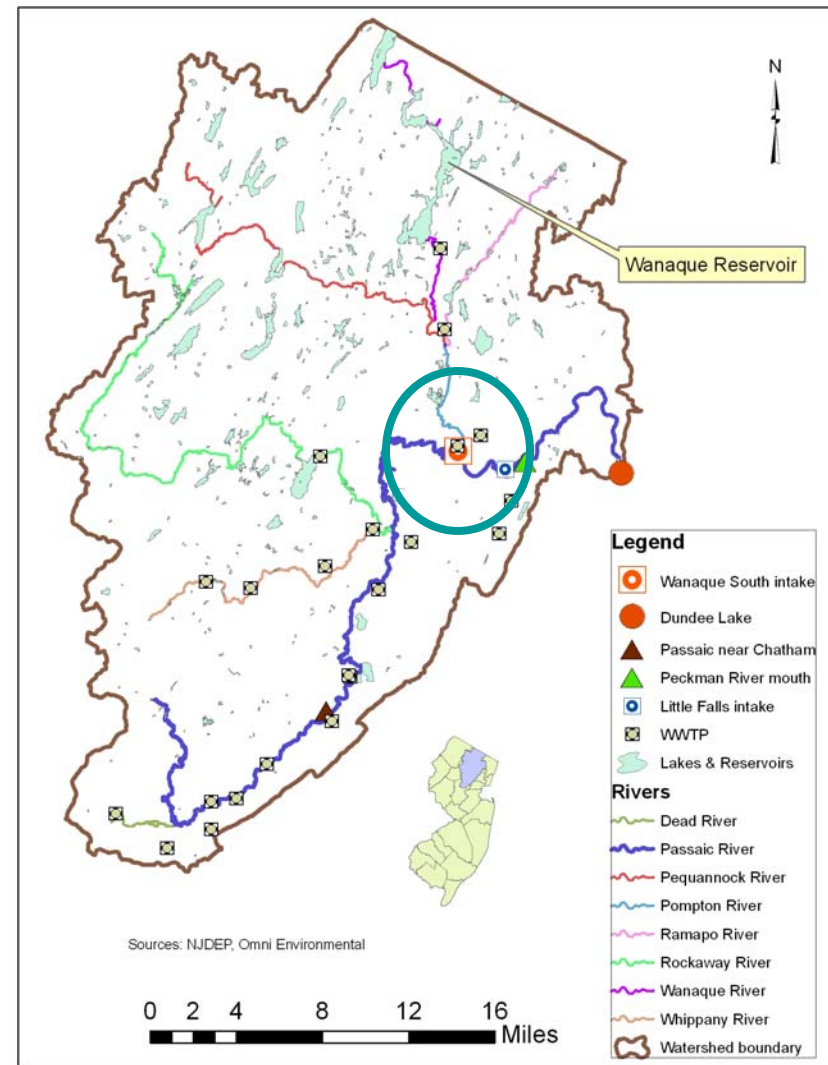 N
Wanaque Reservoir
Legend
Wanaque South intake
Dundee Lake
Passaic near Chatham
Peckman River mouth
Little Falls intake
WWTP
Lakes & Reservoirs
Rivers
Dead River
Passaic River
Pequannock River
Pompton River
Ramapo River
Rockaway River
Wanaque River
Whippany River
Watershed boundary
Sources: NJDEP, Omni Environmental
0 2 4 8 12 16
Miles